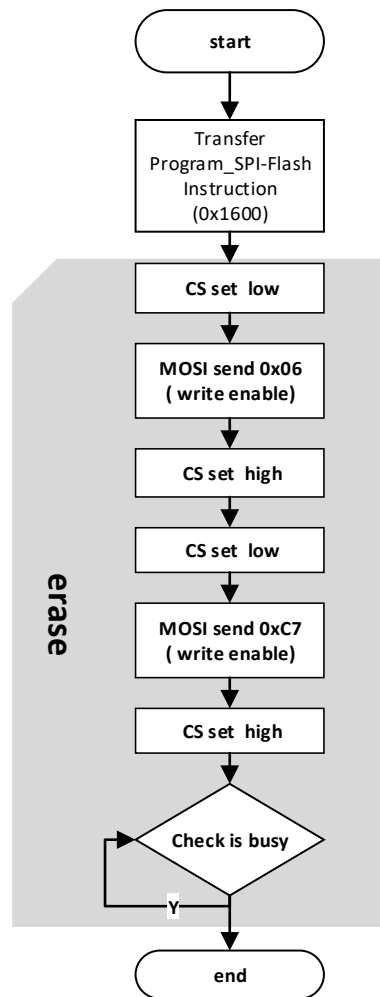 start
Transfer
Program_SPI-Flash
Instruction
(0x1600)
CS set low
MOSI send 0x06
( write enable)
CS set high
CS set low
erase
MOSI send 0xC7
( write enable)
CS set high
Check is busy
Y
end